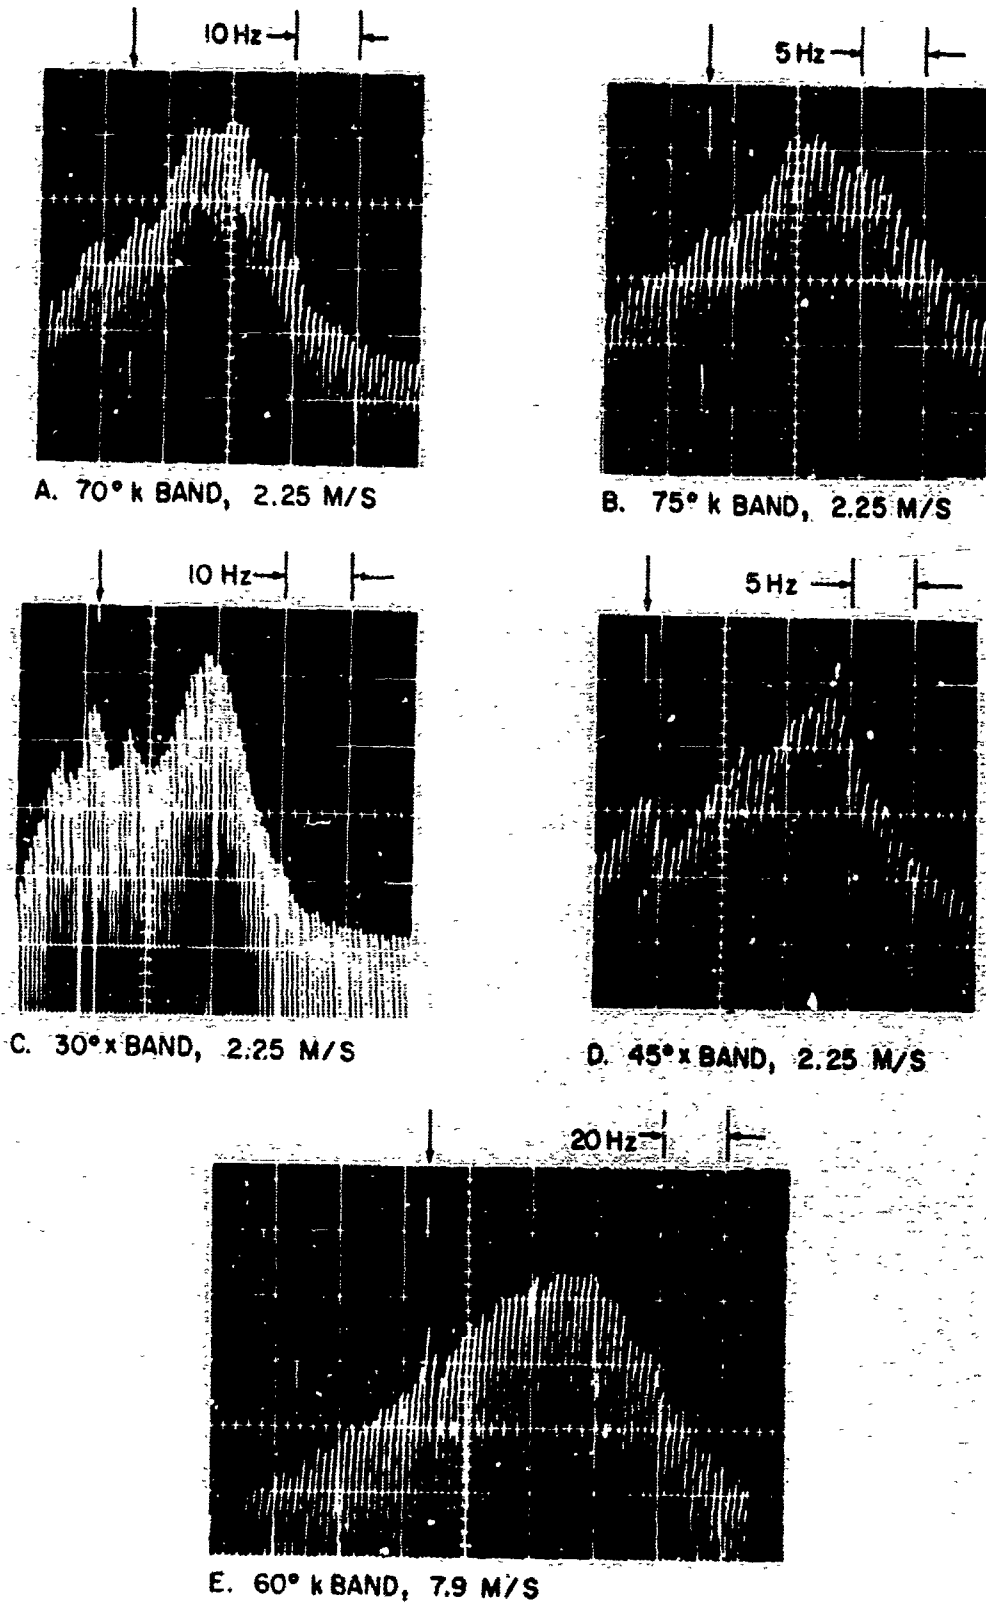 10 Hz
5 Hz
A. 70° k BAND, 2.25 M/S
B. 75° k BAND, 2.25 M/S
10 Hz
5 Hz
C. 30° x BAND, 2.25 M/S
D. 45° x BAND, 2.25 M/S
20 Hz
E. 60° k BAND, 7.9 M/S